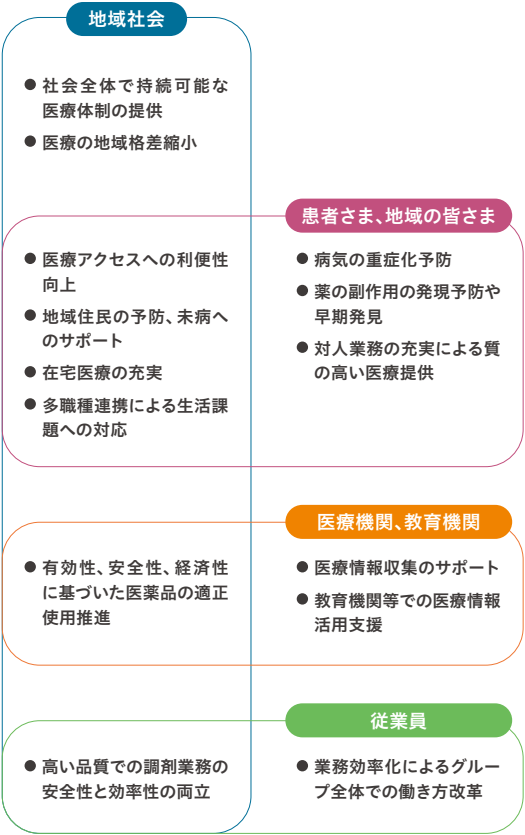 地域社会
● 社会全体で持続可能な
医療体制の提供
● 医療の地域格差縮小
患者さま、地域の皆さま
● 医療アクセスへの利便性
向上
● 地域住民の予防、未病へ
のサポート
● 在宅医療の充実
● 多職種連携による生活課
題への対応
● 病気の重症化予防
● 薬の副作用の発現予防や
早期発見
● 対人業務の充実による質
の高い医療提供
医療機関、教育機関
● 有効性、安全性、経済性
に基づいた医薬品の適正
使用推進
● 医療情報収集のサポート
● 教育機関等での医療情報
活用支援
従業員
● 高い品質での調剤業務の
安全性と効率性の両立
● 業務効率化によるグルー
プ全体での働き方改革